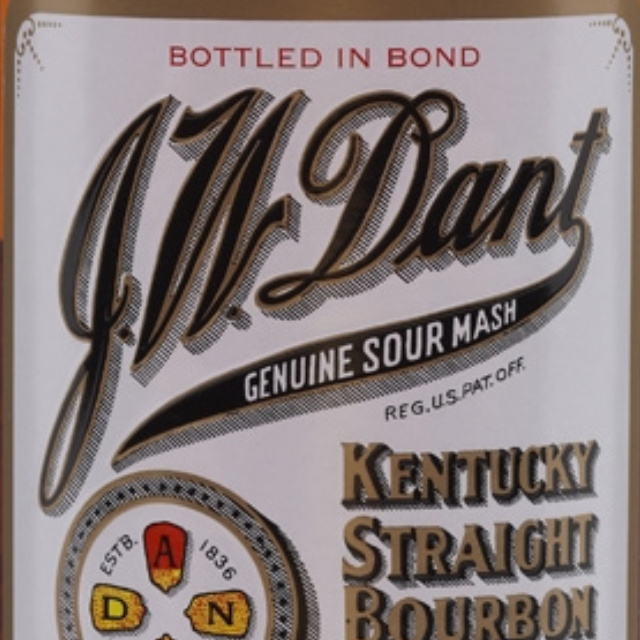 BOTTLED IN BOND
J.W. Dant
GENUINE SOUR MASH
REG. U.S. PAT. OFF.
KENTUCKY
STRAIGHT
BOURBON
ESTB. 1836
A
D N